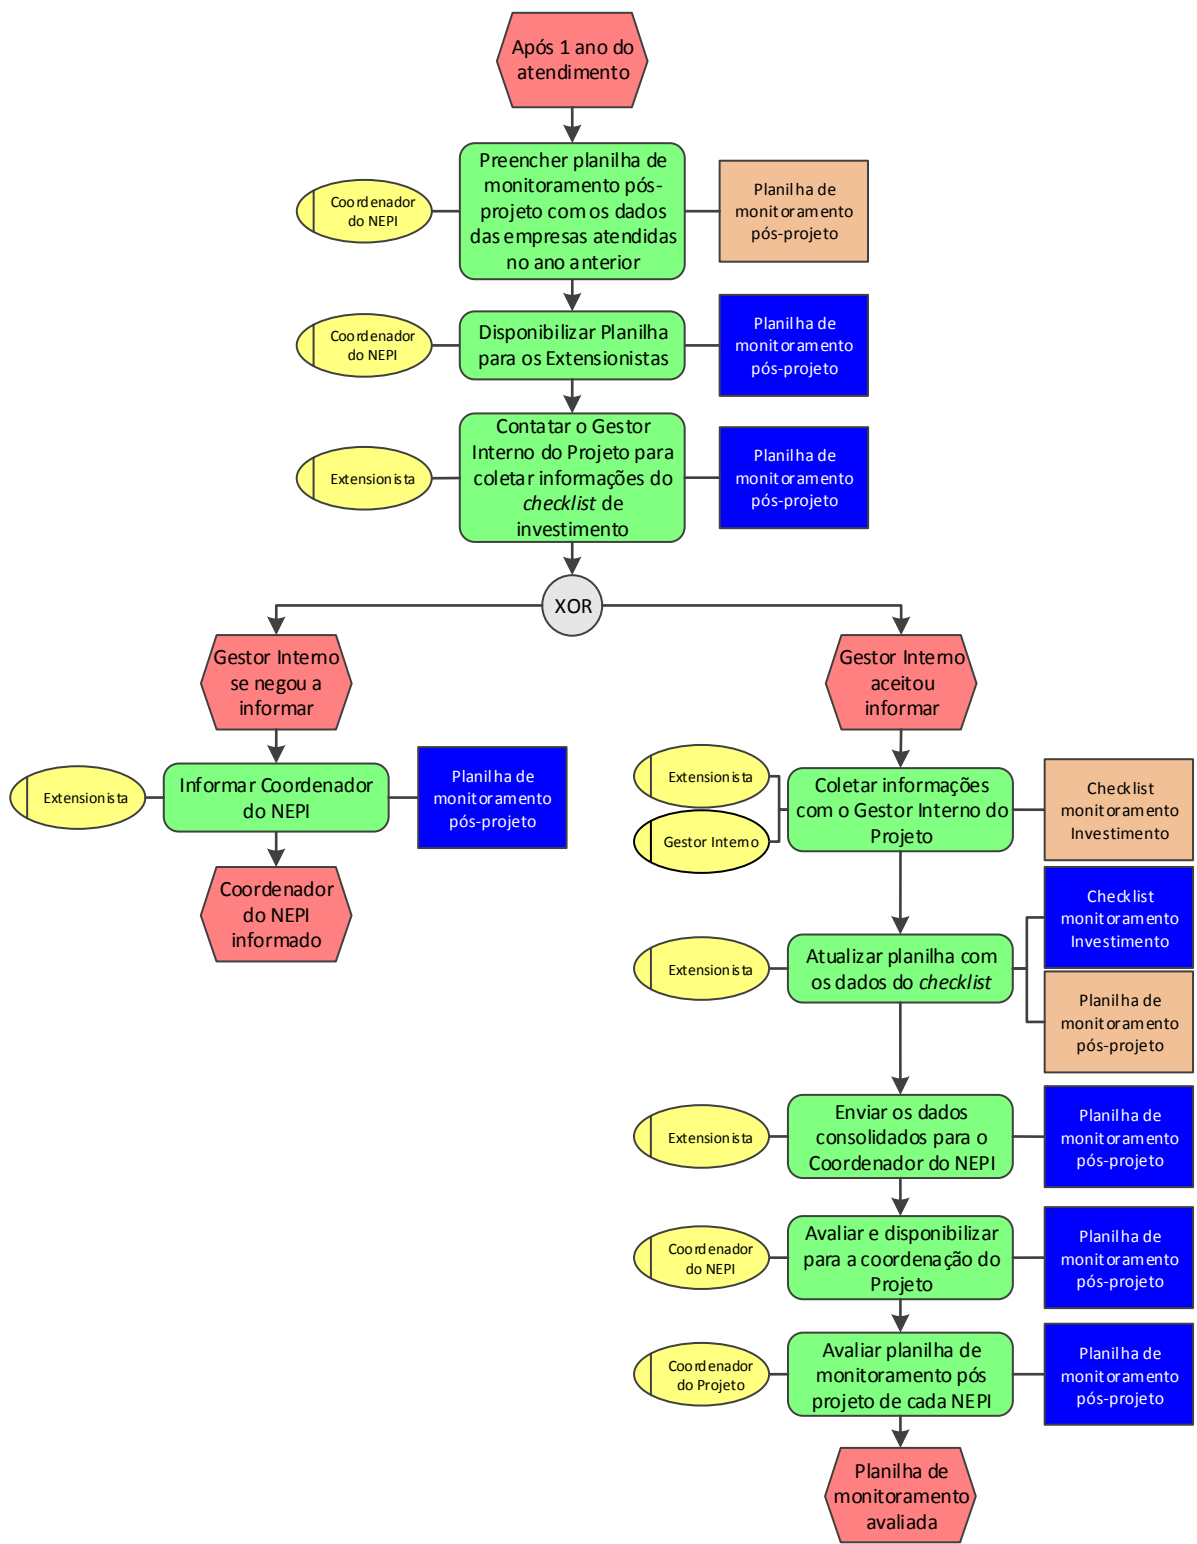 Após 1 ano do
atendimento
Coordenador
do NEPI
Preencher planilha de
monitoramento pós-
projeto com os dados
das empresas atendidas
no ano anterior
Planilha de
monitoramento
pós-projeto
Coordenador
do NEPI
Disponibilizar Planilha
para os Extensionistas
Planilha de
monitoramento
pós-projeto
Extensionista
Contatar o Gestor
Interno do Projeto para
coletar informações do
checklist de
investimento
Planilha de
monitoramento
pós-projeto
XOR
Gestor Interno
se negou a
informar
Extensionista
Informar Coordenador
do NEPI
Planilha de
monitoramento
pós-projeto
Coordenador
do NEPI
informado
Gestor Interno
aceitou
informar
Extensionista
Gestor Interno
Coletar informações
com o Gestor Interno do
Projeto
Checklist
monitoramento
Investimento
Extensionista
Atualizar planilha com
os dados do checklist
Checklist
monitoramento
Investimento
Planilha de
monitoramento
pós-projeto
Extensionista
Enviar os dados
consolidados para o
Coordenador do NEPI
Planilha de
monitoramento
pós-projeto
Coordenador
do NEPI
Avaliar e disponibilizar
para a coordenação do
Projeto
Planilha de
monitoramento
pós-projeto
Coordenador
do Projeto
Avaliar planilha de
monitoramento pós
projeto de cada NEPI
Planilha de
monitoramento
pós-projeto
Planilha de
monitoramento
avaliada